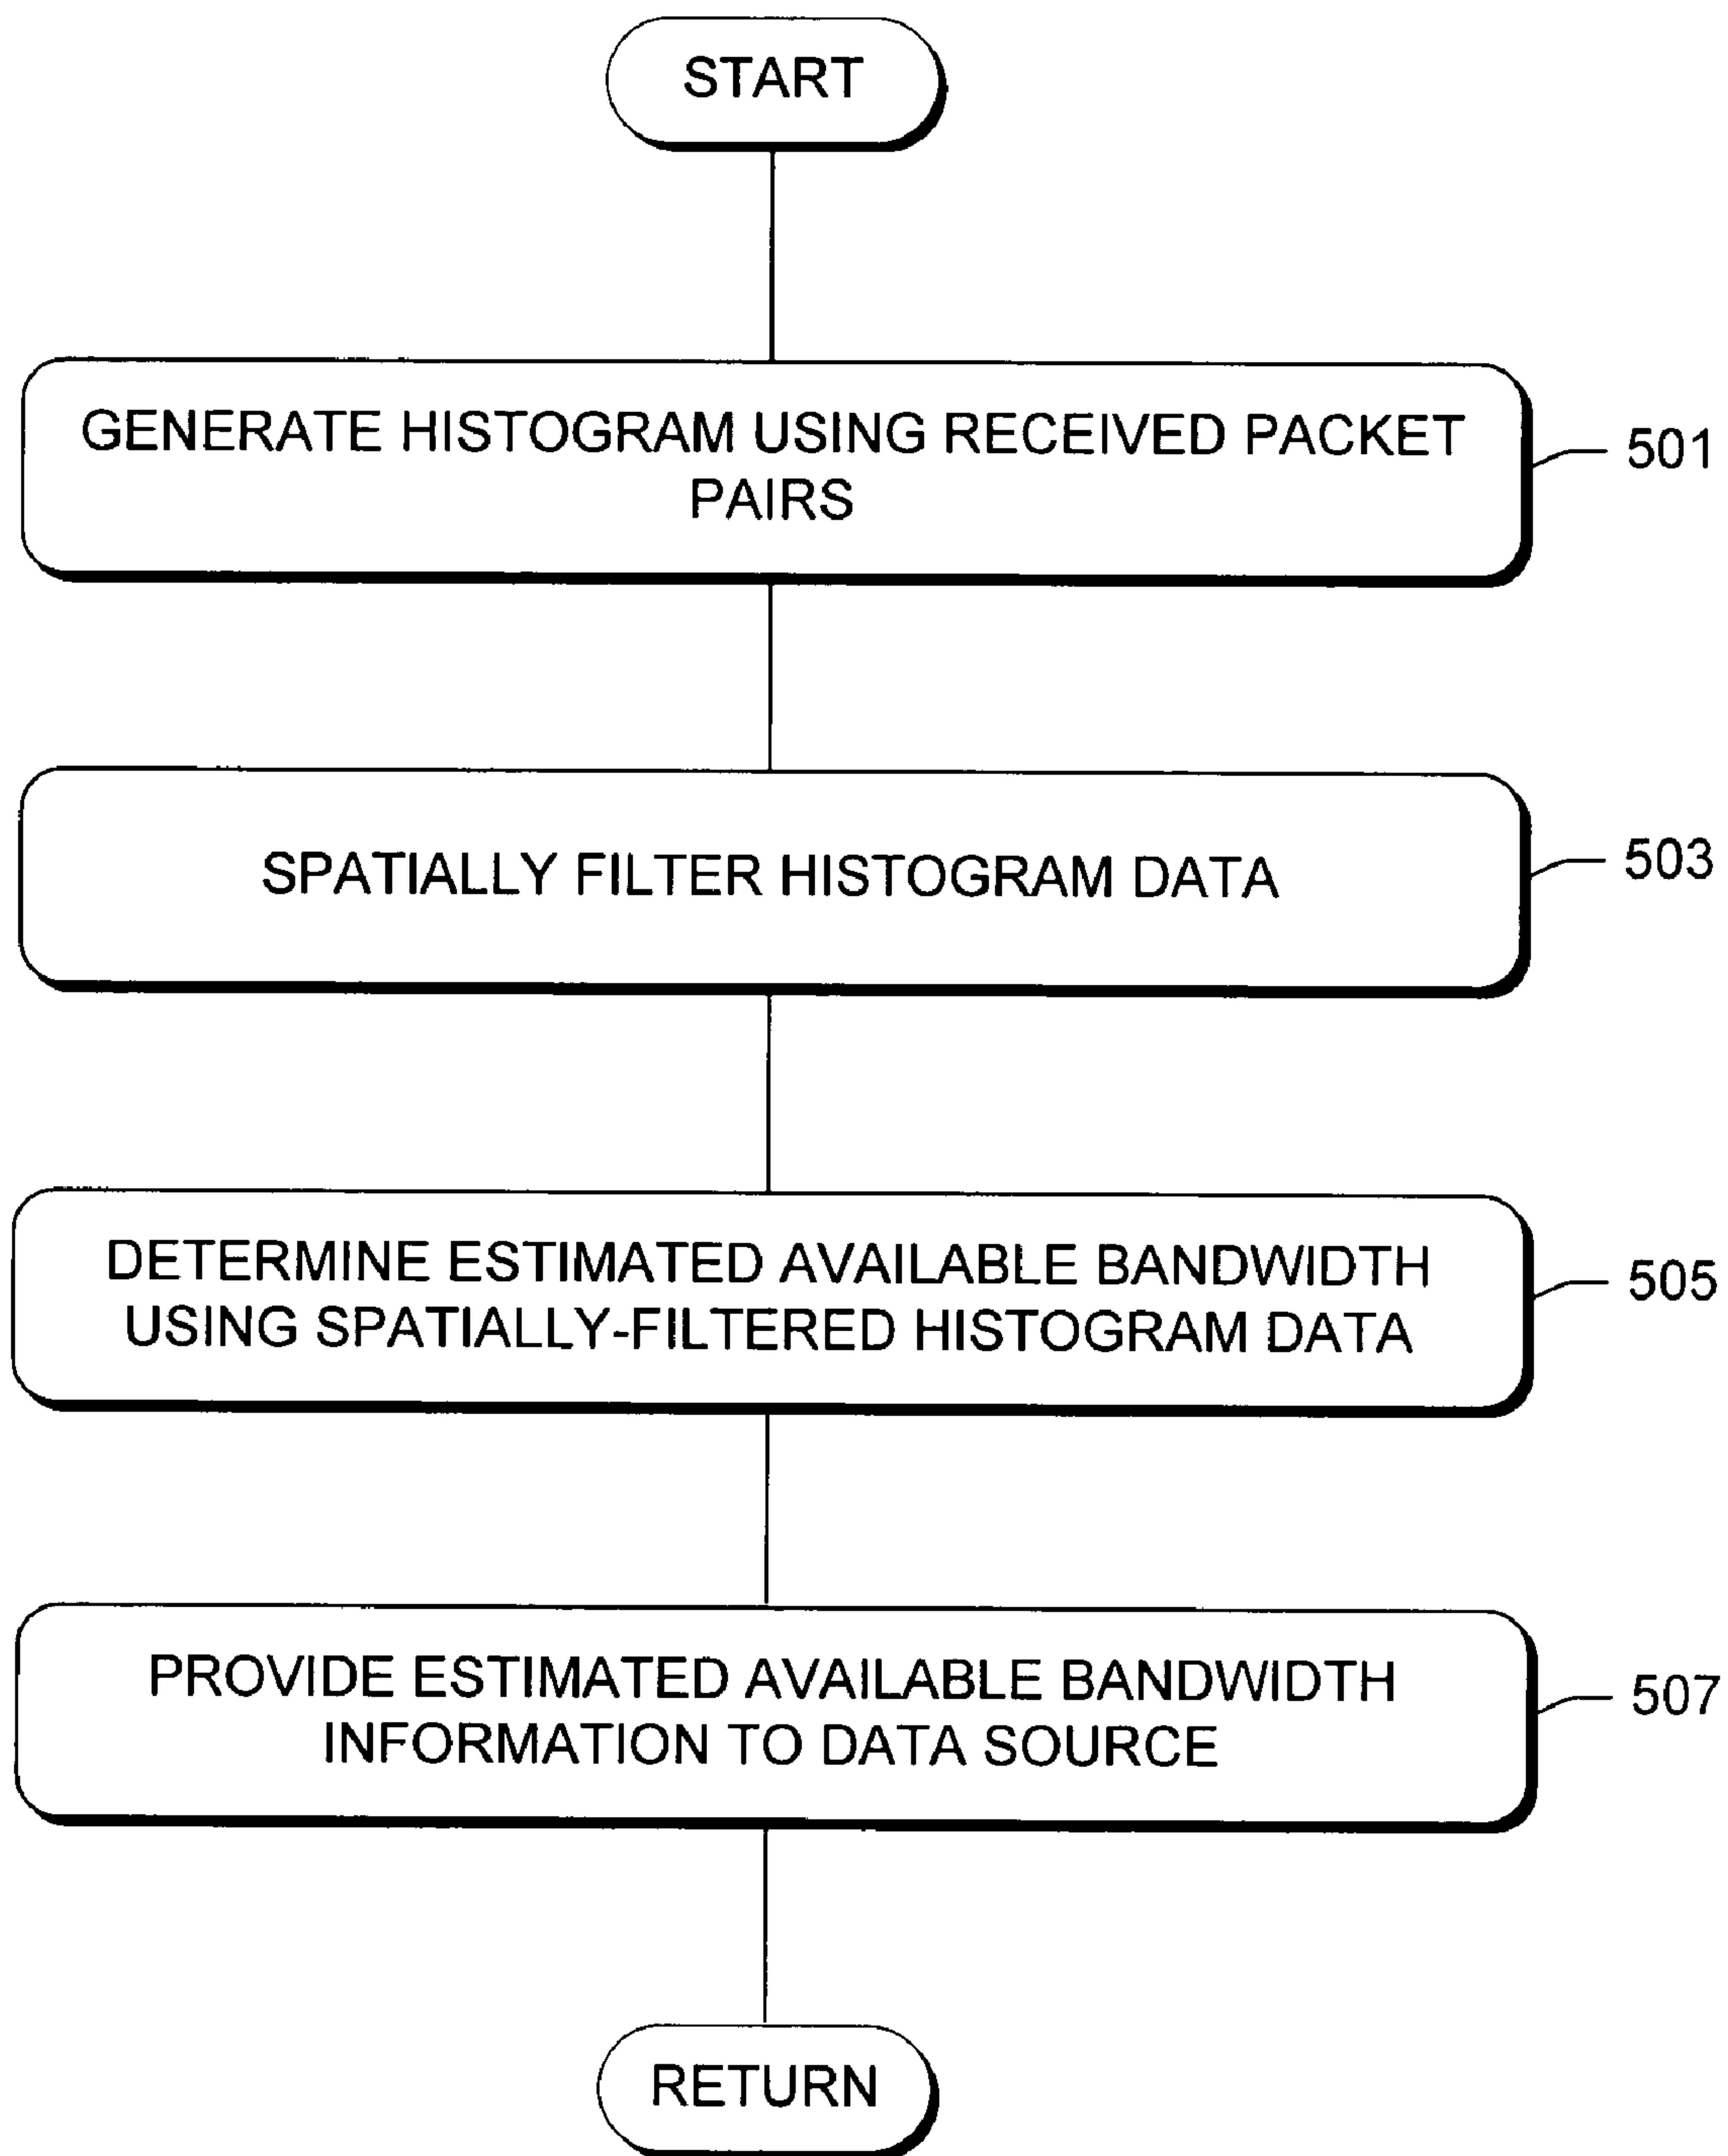 START
GENERATE HISTOGRAM USING RECEIVED PACKET
PAIRS
501
SPATIALLY FILTER HISTOGRAM DATA
503
DETERMINE ESTIMATED AVAILABLE BANDWIDTH
USING SPATIALLY-FILTERED HISTOGRAM DATA
505
PROVIDE ESTIMATED AVAILABLE BANDWIDTH
INFORMATION TO DATA SOURCE
507
RETURN